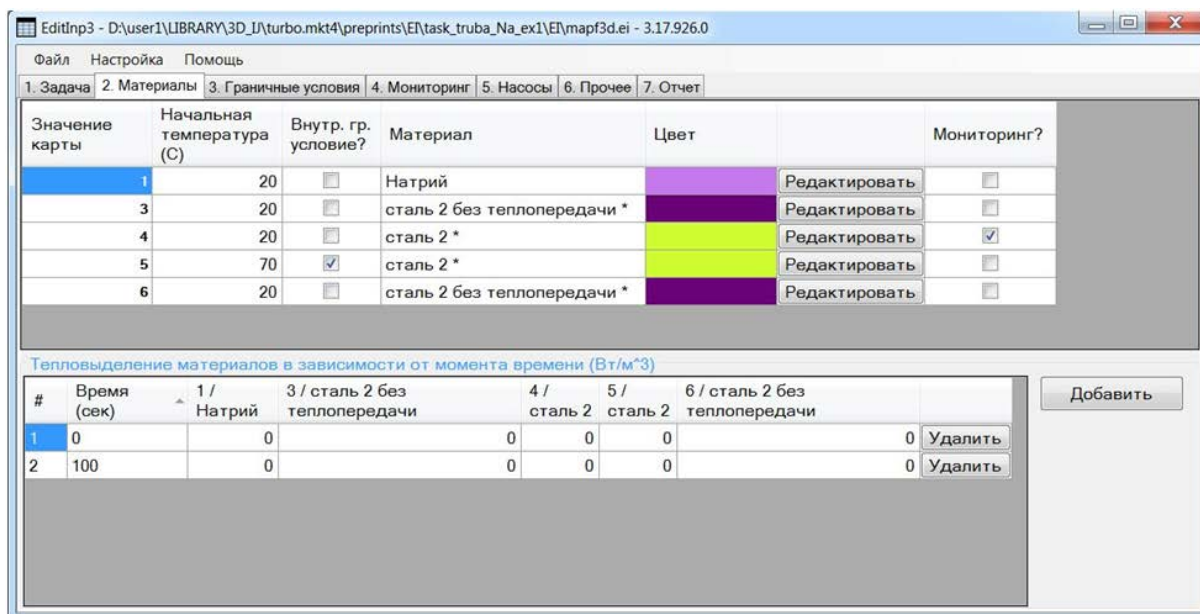 EditInp3 - D:\user1\LIBRARY\3D_IJ\turbo.mkt4\preprints\EI\task_truba_Na_ex1\EI\mapf3d.ei - 3.17.926.0
Файл Настройка Помощь
1. Задача 2. Материалы 3. Граничные условия 4. Мониторинг 5. Насосы 6. Прочее 7. Отчет
Значение карты Начальная температура (C) Внутр. гр. условие? Материал Цвет Мониторинг?
1 20 Натрий Редактировать
3 20 сталь 2 без теплопередачи * Редактировать
4 20 сталь 2 * Редактировать
5 70 сталь 2 * Редактировать
6 20 сталь 2 без теплопередачи * Редактировать
Тепловыделение материалов в зависимости от момента времени (Вт/м^3)
# Время (сек) 1 / Натрий 3 / сталь 2 без теплопередачи 4 / сталь 2 5 / сталь 2 6 / сталь 2 без теплопередачи Добавить
1 0 0 0 0 0 0 Удалить
2 100 0 0 0 0 0 Удалить